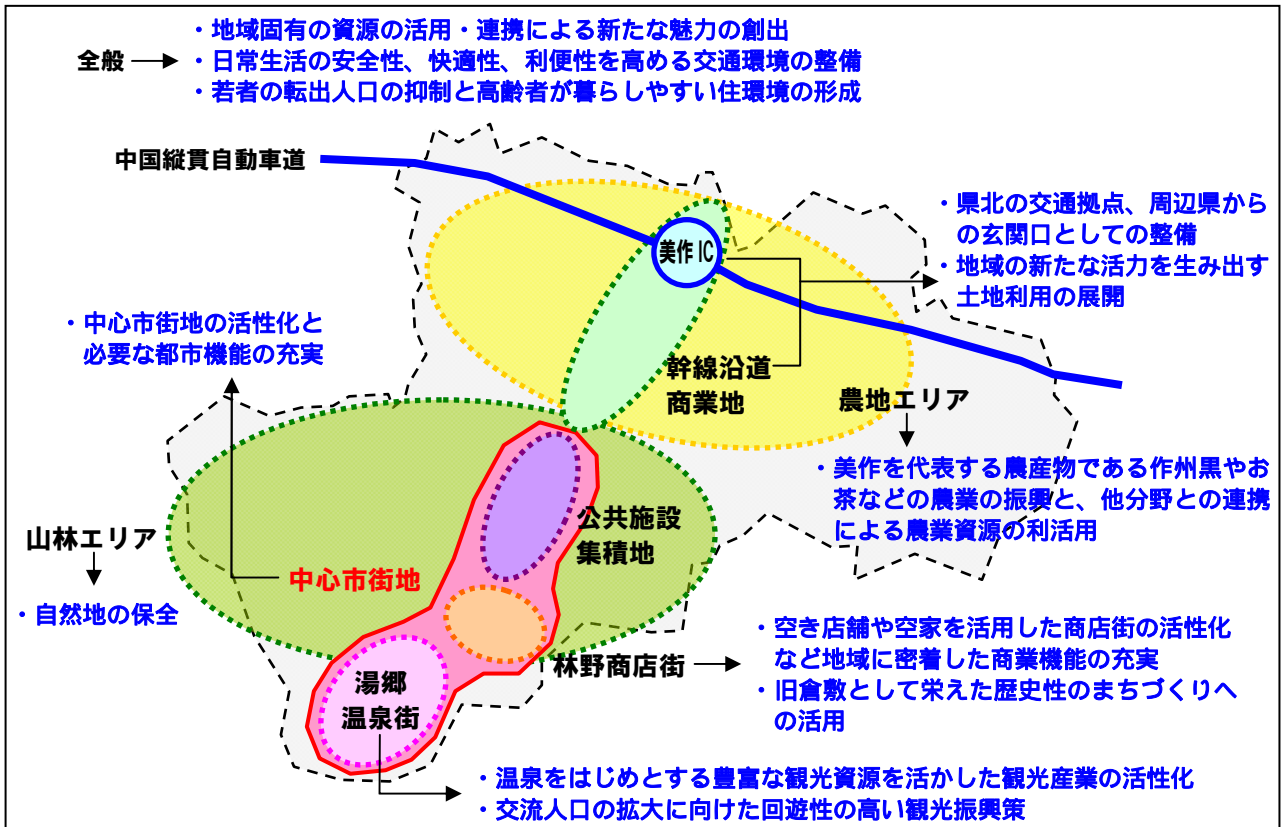 ・地域固有の資源の活用・連携による新たな魅力の創出
全般
・日常生活の安全性、快適性、利便性を高める交通環境の整備
・若者の転出人口の抑制と高齢者が暮らしやすい住環境の形成
中国縦貫自動車道
美作IC
・県北の交通拠点、周辺県から
の玄関口としての整備
・地域の新たな活力を生み出す
土地利用の展開
・中心市街地の活性化と
必要な都市機能の充実
幹線沿道
商業地
農地エリア
・美作を代表する農産物である作州黒やお
茶などの農業の振興と、他分野との連携
による農業資源の利活用
公共施設
集積地
山林エリア
・自然地の保全
中心市街地
林野商店街
・空き店舗や空家を活用した商店街の活性化
など地域に密着した商業機能の充実
・旧倉敷として栄えた歴史性のまちづくりへ
の活用
湯郷
温泉街
・温泉をはじめとする豊富な観光資源を活かした観光産業の活性化
・交流人口の拡大に向けた回遊性の高い観光振興策